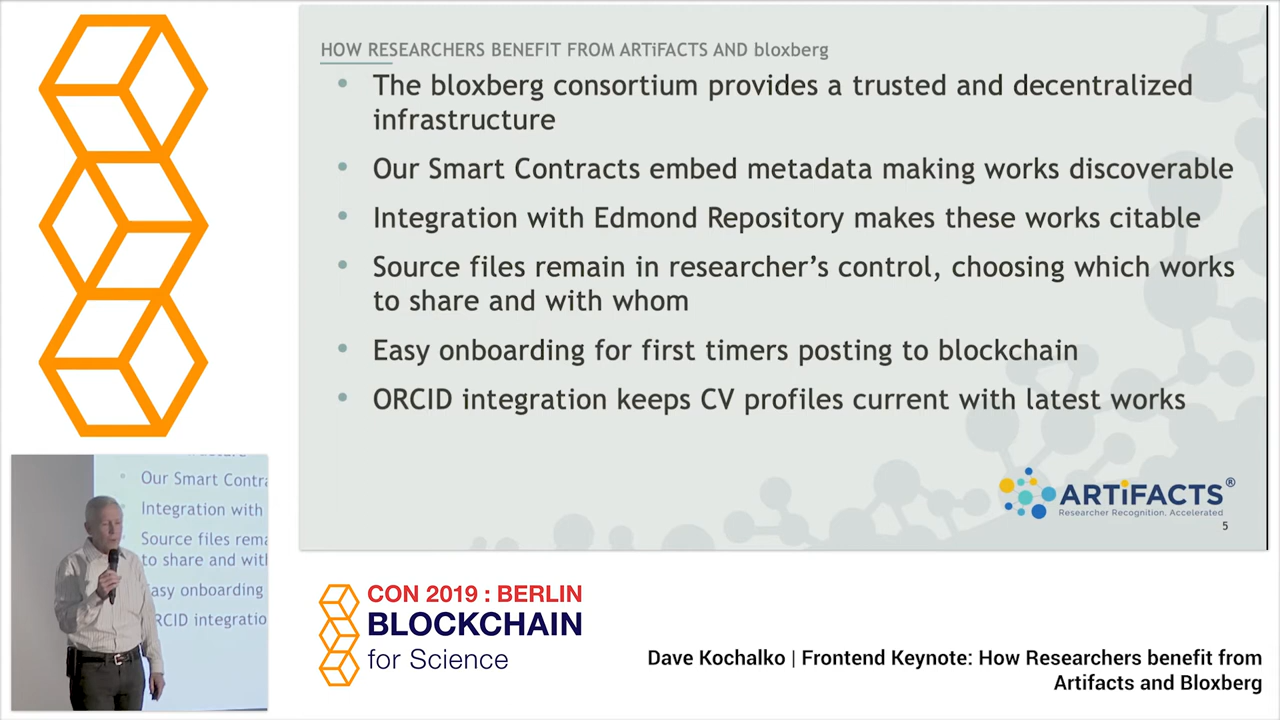 HOW RESEARCHERS BENEFIT FROM ARTiFACTS AND bloxberg
• The bloxberg consortium provides a trusted and decentralized
infrastructure
• Our Smart Contracts embed metadata making works discoverable
• Integration with Edmond Repository makes these works citable
• Source files remain in researcher’s control, choosing which works
to share and with whom
• Easy onboarding for first timers posting to blockchain
• ORCID integration keeps CV profiles current with latest works
ARTiFACTS®
Researcher Recognition, Accelerated
5
Our Smart Contra
Integration with
Source files rema
to share and with
asy onboarding
RCID integratio
CON 2019 : BERLIN
BLOCKCHAIN
for Science
Dave Kochalko | Frontend Keynote: How Researchers benefit from
Artifacts and Bloxberg